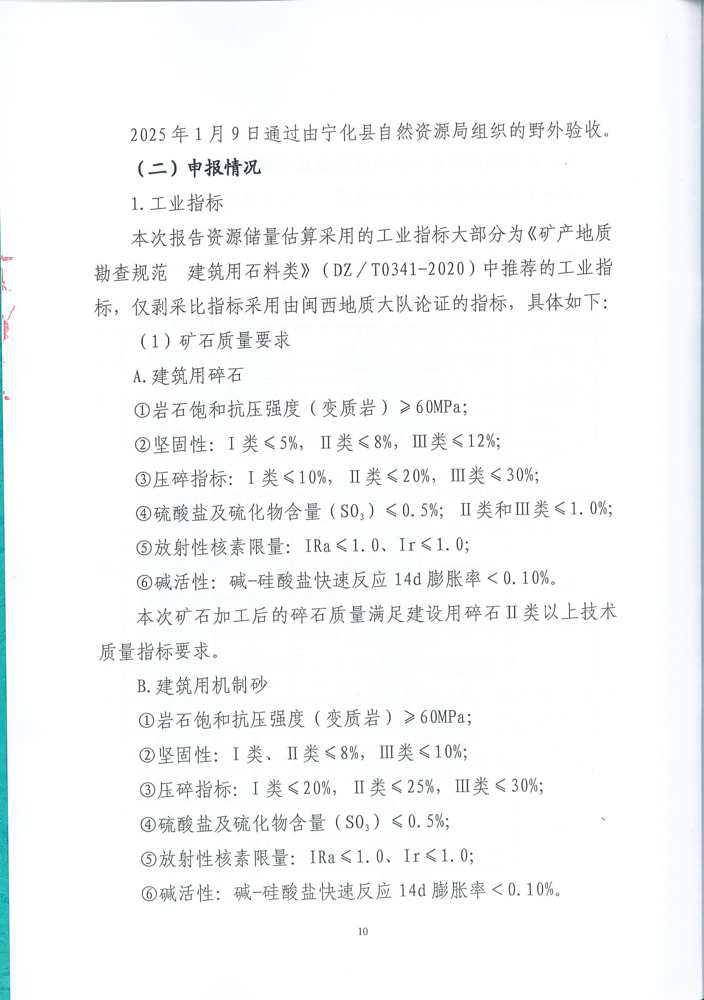 2025年1月9日通过由宁化县自然资源局组织的野外验收。
（二）申报情况
1.工业指标
本次报告资源储量估算采用的工业指标大部分为《矿产地质
勘查规范　建筑用石料类》（DZ/T0341-2020）中推荐的工业指
标，仅剥采比指标采用由闽西地质大队论证的指标，具体如下：
（1）矿石质量要求
A.建筑用碎石
①岩石饱和抗压强度（变质岩）≥60MPa；
②坚固性：Ⅰ类≤5%，Ⅱ类≤8%，Ⅲ类≤12%；
③压碎指标：Ⅰ类≤10%，Ⅱ类≤20%，Ⅲ类≤30%；
④硫酸盐及硫化物含量（SO₃）≤0.5%；Ⅱ类和Ⅲ类≤1.0%；
⑤放射性核素限量：IRa≤1.0、Ir≤1.0；
⑥碱活性：碱-硅酸盐快速反应14d膨胀率<0.10%。
本次矿石加工后的碎石质量满足建设用碎石Ⅱ类以上技术
质量指标要求。
B.建筑用机制砂
①岩石饱和抗压强度（变质岩）≥60MPa；
②坚固性：Ⅰ类、Ⅱ类≤8%，Ⅲ类≤10%；
③压碎指标：Ⅰ类≤20%，Ⅱ类≤25%，Ⅲ类≤30%；
④硫酸盐及硫化物含量（SO₃）≤0.5%；
⑤放射性核素限量：IRa≤1.0、Ir≤1.0；
⑥碱活性：碱-硅酸盐快速反应14d膨胀率<0.10%。
10